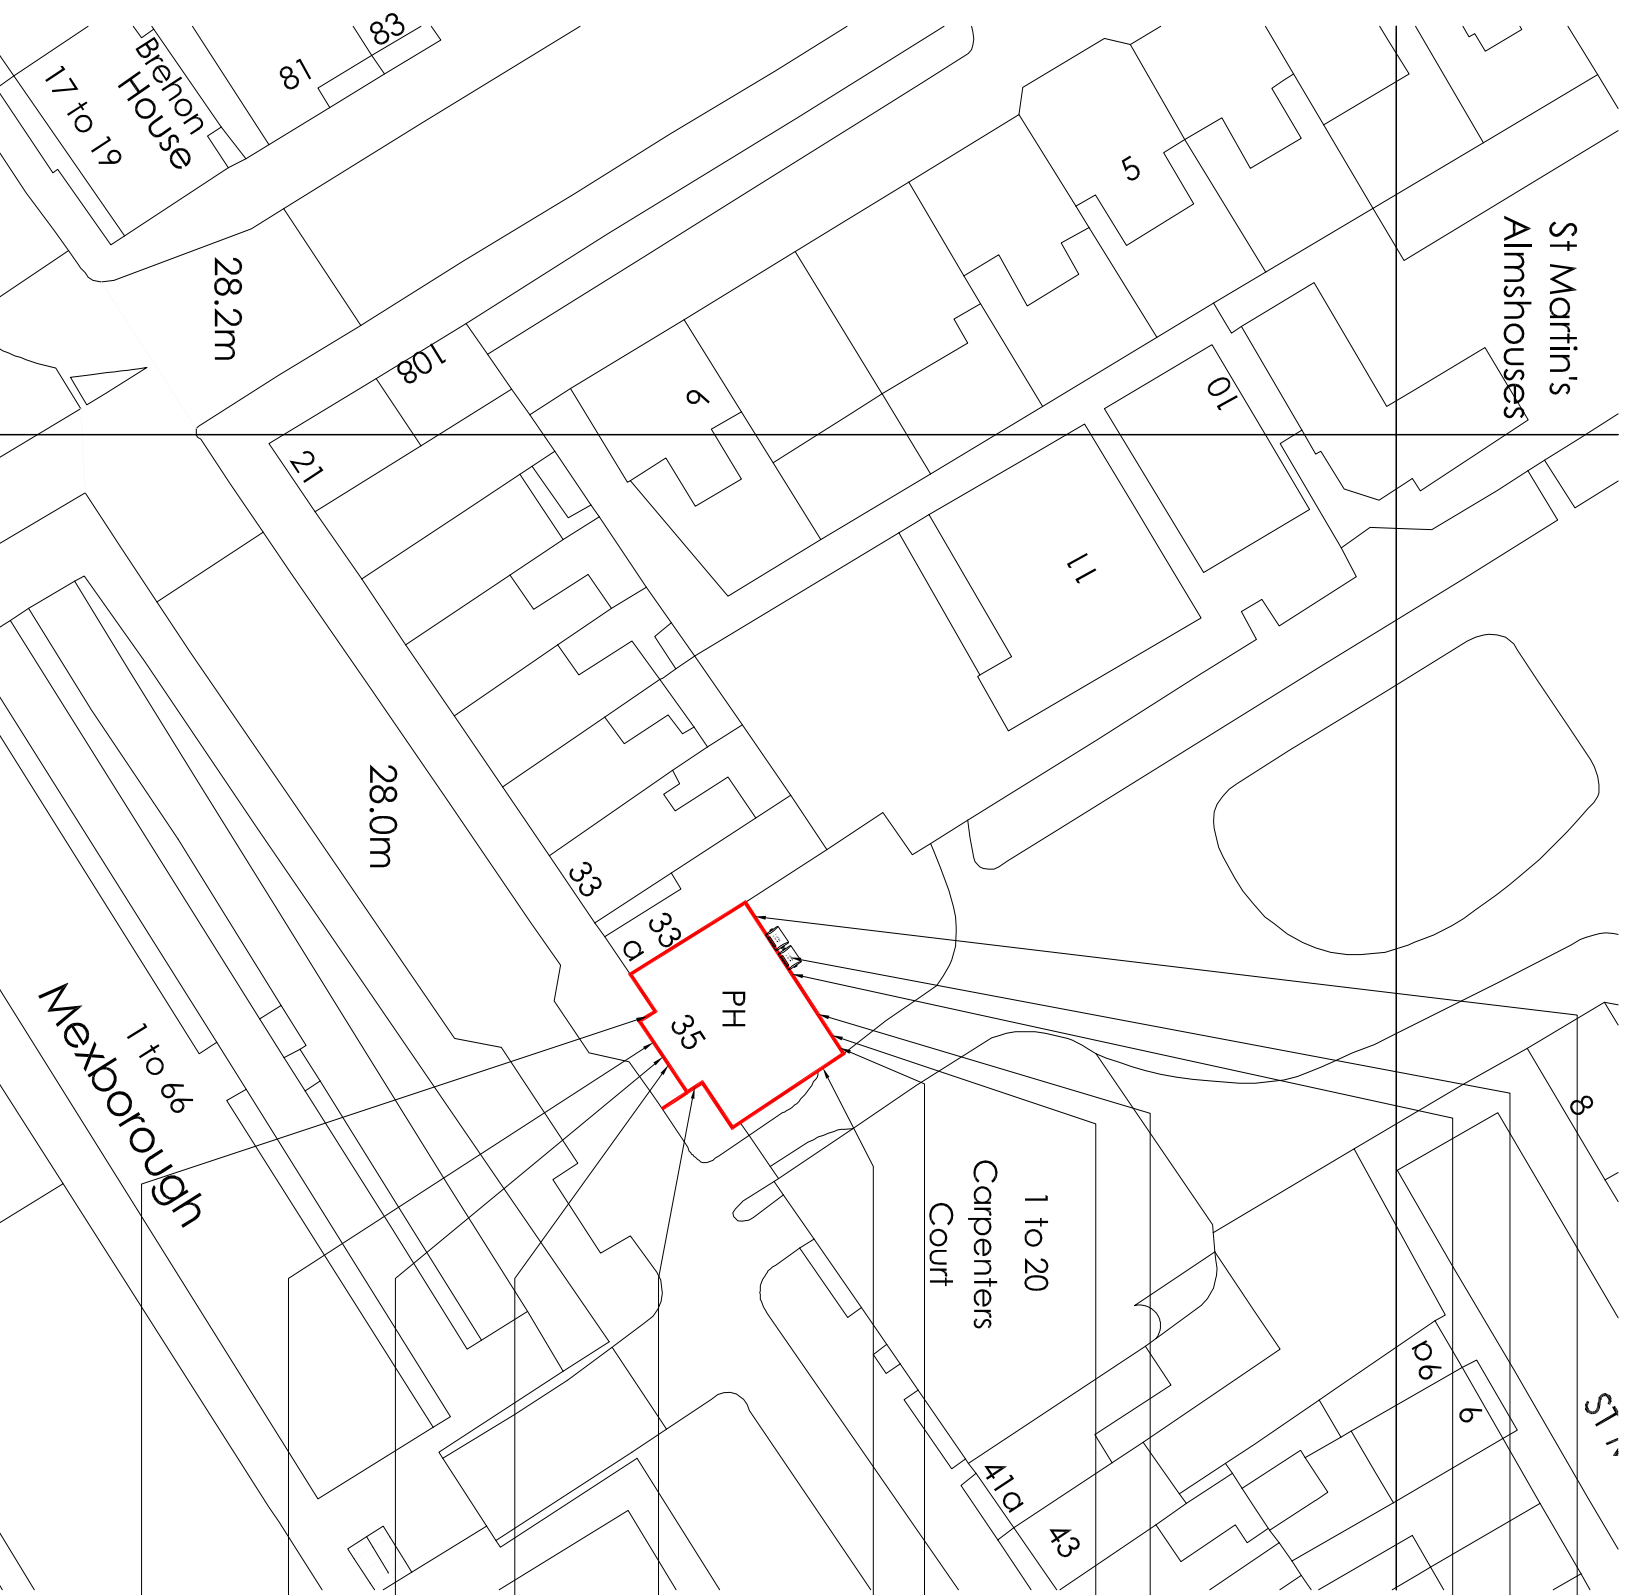 83
81
Brehon
House
17 to 19
28.2m
108
21
5
9
10
St Martin's
Almshouses
11
28.0m
33
33
a
PH
35
1 to 66
Mexborough
1 to 20
Carpenters
Court
8
9d
9
41a
43